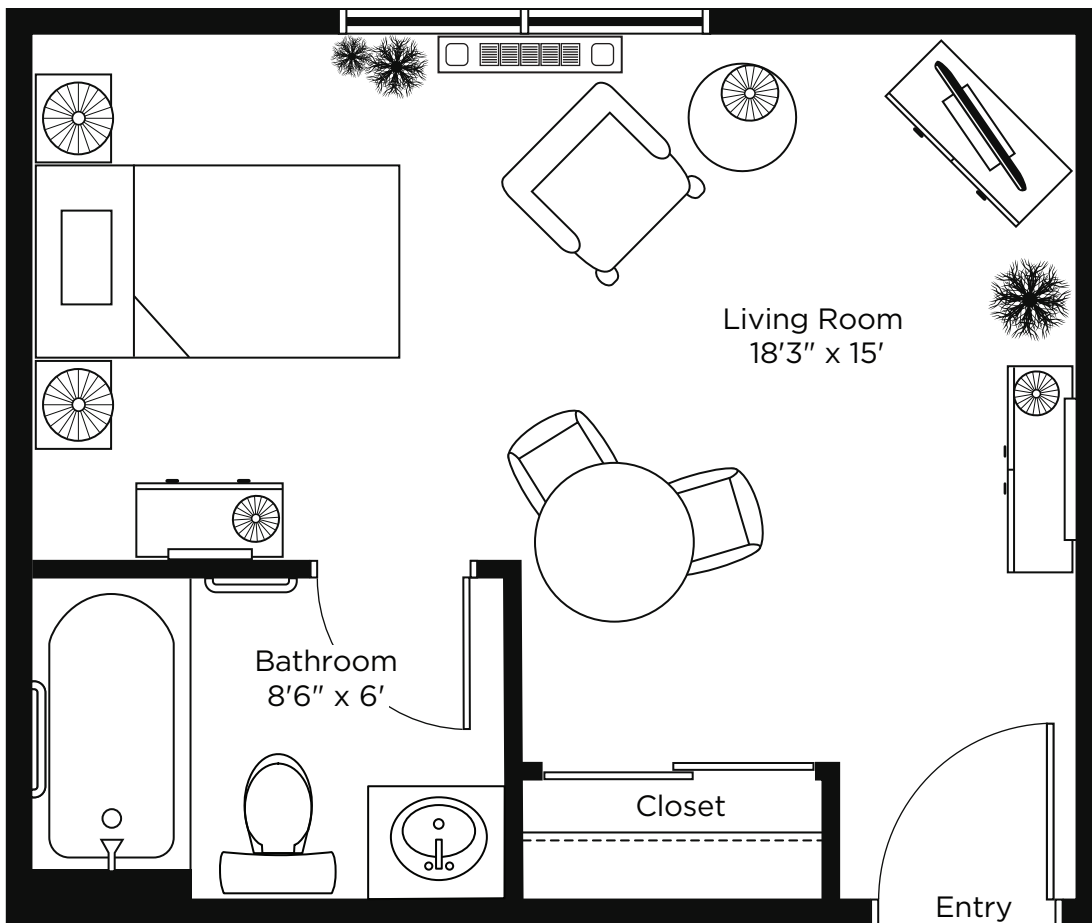 Living Room
18'3" x 15'
Bathroom
8'6" x 6'
Closet
Entry